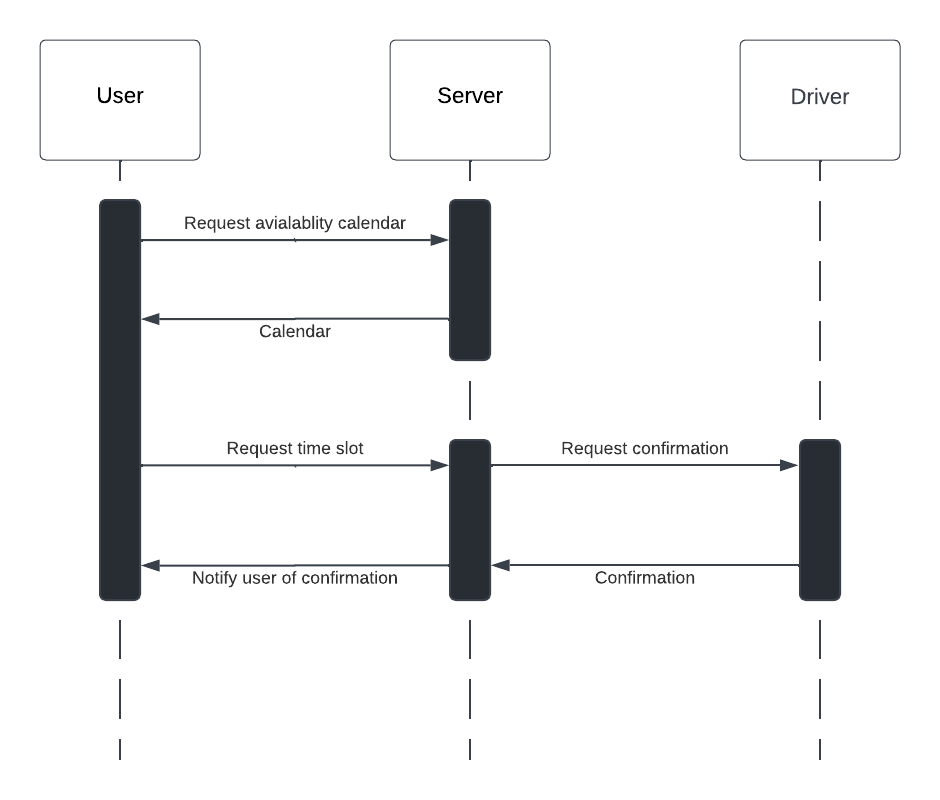 User
Server
Driver
Request avialablity calendar
Calendar
Request time slot
Request confirmation
Notify user of confirmation
Confirmation